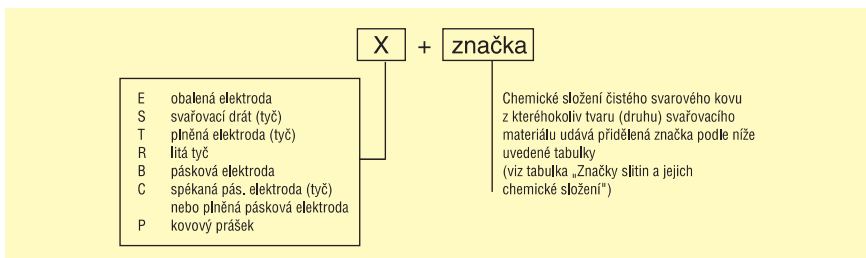 X + značka
E obalená elektroda
S svařovací drát (tyč)
T plněná elektroda (tyč)
R litá tyč
B pásková elektroda
C spékaná pás. elektroda (tyč)
nebo plněná pásková elektroda
P kovový prášek
Chemické složení čistého svarového kovu
z kteréhokoliv tvaru (druhu) svařovacího
materiálu udává přidělená značka podle níže
uvedené tabulky
(viz tabulka „Značky slitin a jejich
chemické složení")